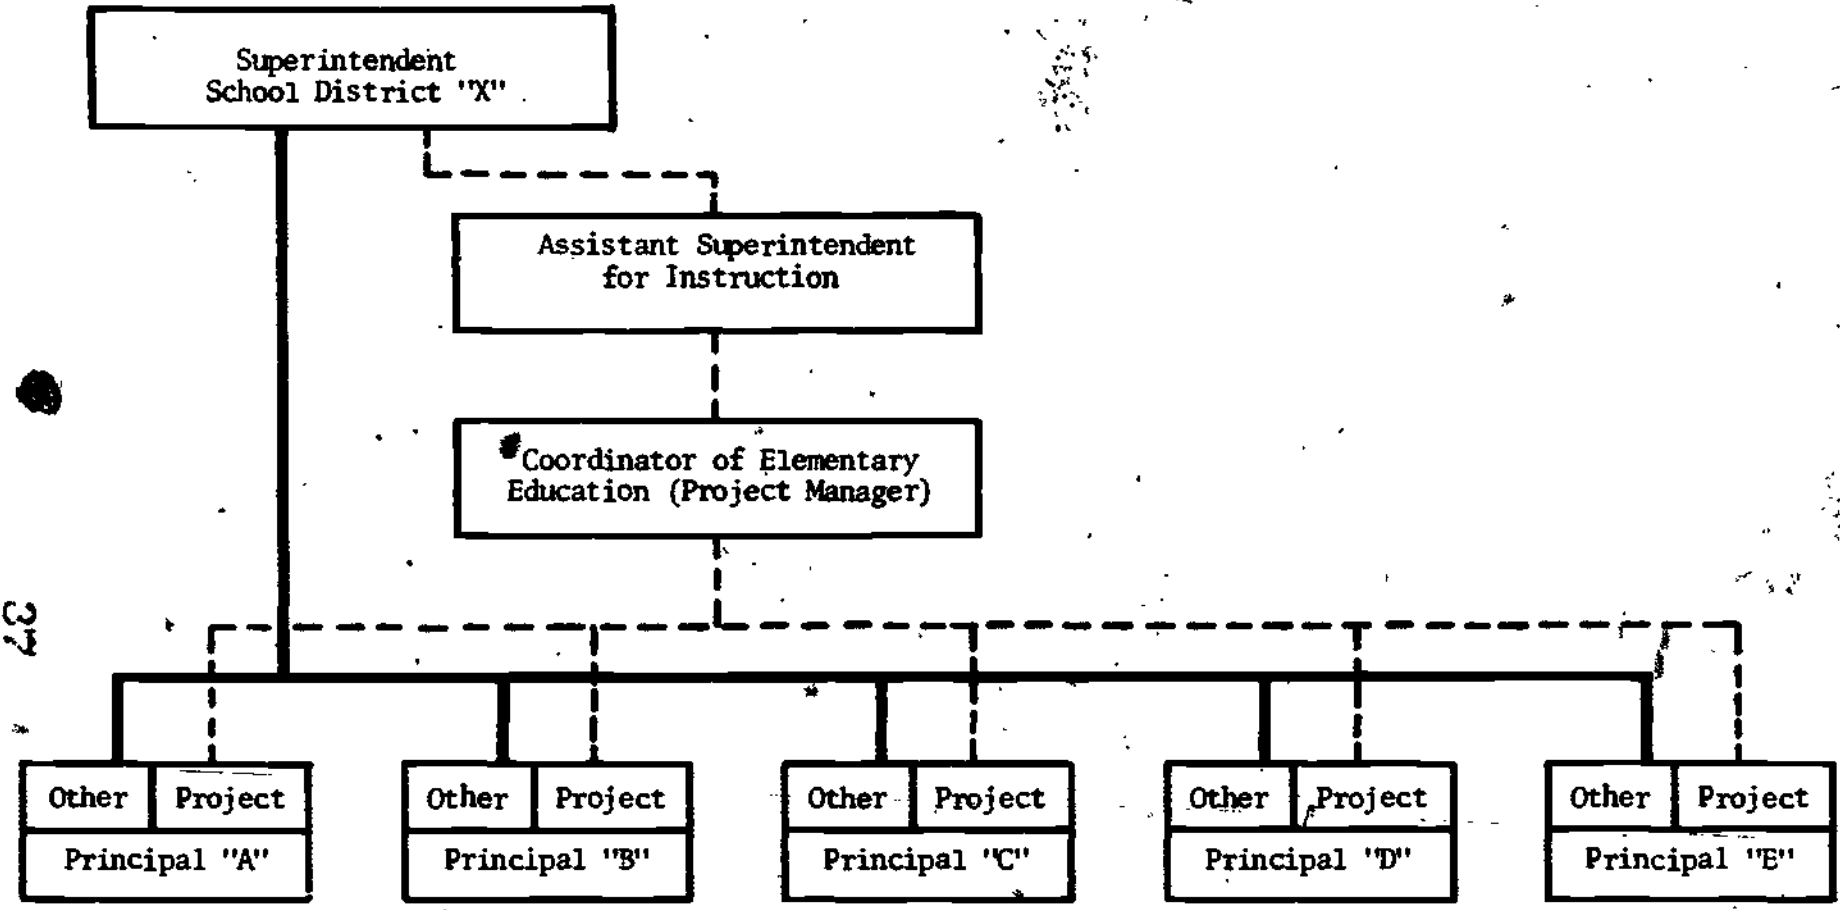 Superintendent
School District "X"
Assistant Superintendent
for Instruction
Coordinator of Elementary
Education (Project Manager)
37
Other Project
Principal "A"
Other Project
Principal "B"
Other Project
Principal "C"
Other Project
Principal "D"
Other Project
Principal "E"